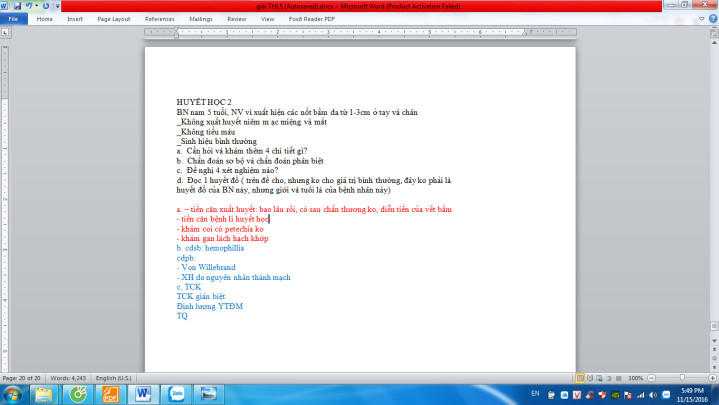 gük THLS (Autosaved).docx - Microsoft Word (Product Activation Failed)
File Home Insert Page Layout References Mailings Review View Foxit Reader PDF
HUYẾT HỌC 2
BN nam 5 tuổi, NV vì xuất hiện các nốt bầm da từ 1-3cm ở tay và chân
_Không xuất huyết niêm m ạc miệng và mắt
_Không tiểu máu
_Sinh hiệu bình thường
a. Cần hỏi và khám thêm 4 chi tiết gì?
b. Chẩn đoán sơ bộ và chẩn đoán phân biệt
c. Đề nghị 4 xét nghiệm nào?
d. Đọc 1 huyết đồ ( trên đề cho, nhưng ko cho giá trị bình thường, đây ko phải là
huyết đồ của BN này, nhưng giới và tuổi là của bệnh nhân này)
a. – tiền căn xuất huyết: bao lâu rồi, có sau chấn thương ko, diễn tiến của vết bầm
- tiền căn bệnh lí huyết học
- khám coi có petechia ko
- khám gan lách hạch khớp
b. cdsb: hemophillia
cdpb:
- Von Willebrand
- XH do nguyên nhân thành mạch
c. TCK
TCK gián biệt
Định lượng YTĐM
TQ
Page: 20 of 20 Words: 4,243 English (U.S.) 100%
EN 5:49 PM
11/15/2016